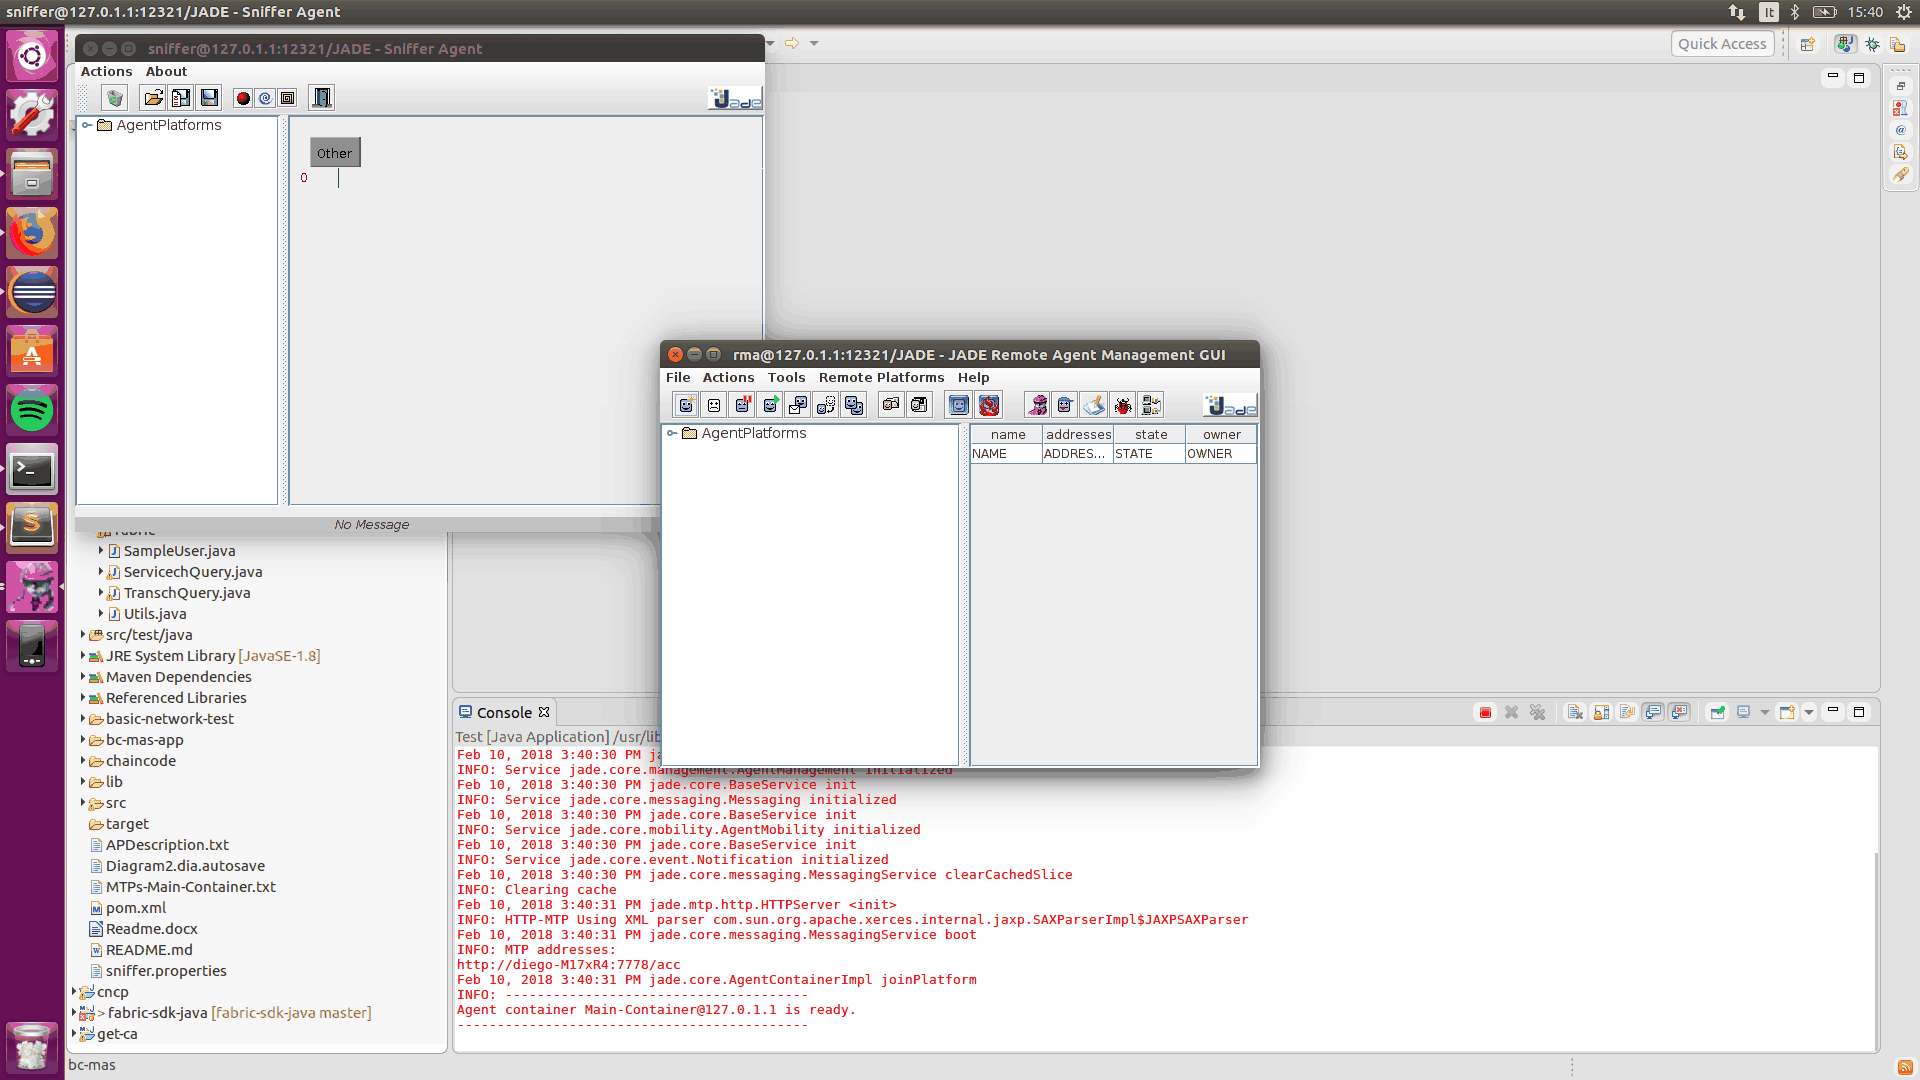 sniffer@127.0.1.1:12321/JADE - Sniffer Agent
It
15:40
sniffer@127.0.1.1:12321/JADE - Sniffer Agent
Quick Access
Actions About
Jade
AgentPlatforms
Other
0
No Message
rma@127.0.1.1:12321/JADE - JADE Remote Agent Management GUI
File Actions Tools Remote Platforms Help
Jade
AgentPlatforms
name addresses state owner
NAME ADDRES... STATE OWNER
fabric
SampleUser.java
ServicechQuery.java
TranschQuery.java
Utils.java
src/test/java
JRE System Library [JavaSE-1.8]
Maven Dependencies
Referenced Libraries
basic-network-test
bc-mas-app
chaincode
lib
src
target
APDescription.txt
Diagram2.dia.autosave
MTPs-Main-Container.txt
pom.xml
Readme.docx
README.md
sniffer.properties
cncp
> fabric-sdk-java [fabric-sdk-java master]
get-ca
bc-mas
Console
Test [Java Application] /usr/lib
Feb 10, 2018 3:40:30 PM
INFO: Service jade.core.management.AgentManagement initialized
Feb 10, 2018 3:40:30 PM jade.core.BaseService init
INFO: Service jade.core.messaging.Messaging initialized
Feb 10, 2018 3:40:30 PM jade.core.BaseService init
INFO: Service jade.core.mobility.AgentMobility initialized
Feb 10, 2018 3:40:30 PM jade.core.BaseService init
INFO: Service jade.core.event.Notification initialized
Feb 10, 2018 3:40:30 PM jade.core.messaging.MessagingService clearCachedSlice
INFO: Clearing cache
Feb 10, 2018 3:40:31 PM jade.mtp.http.HTTPServer <init>
INFO: HTTP-MTP Using XML parser com.sun.org.apache.xerces.internal.jaxp.SAXParserImpl$JAXPSAXParser
Feb 10, 2018 3:40:31 PM jade.core.messaging.MessagingService boot
INFO: MTP addresses:
http://diego-M17xR4:7778/acc
Feb 10, 2018 3:40:31 PM jade.core.AgentContainerImpl joinPlatform
INFO: --------------------------------------
Agent container Main-Container@127.0.1.1 is ready.
--------------------------------------------